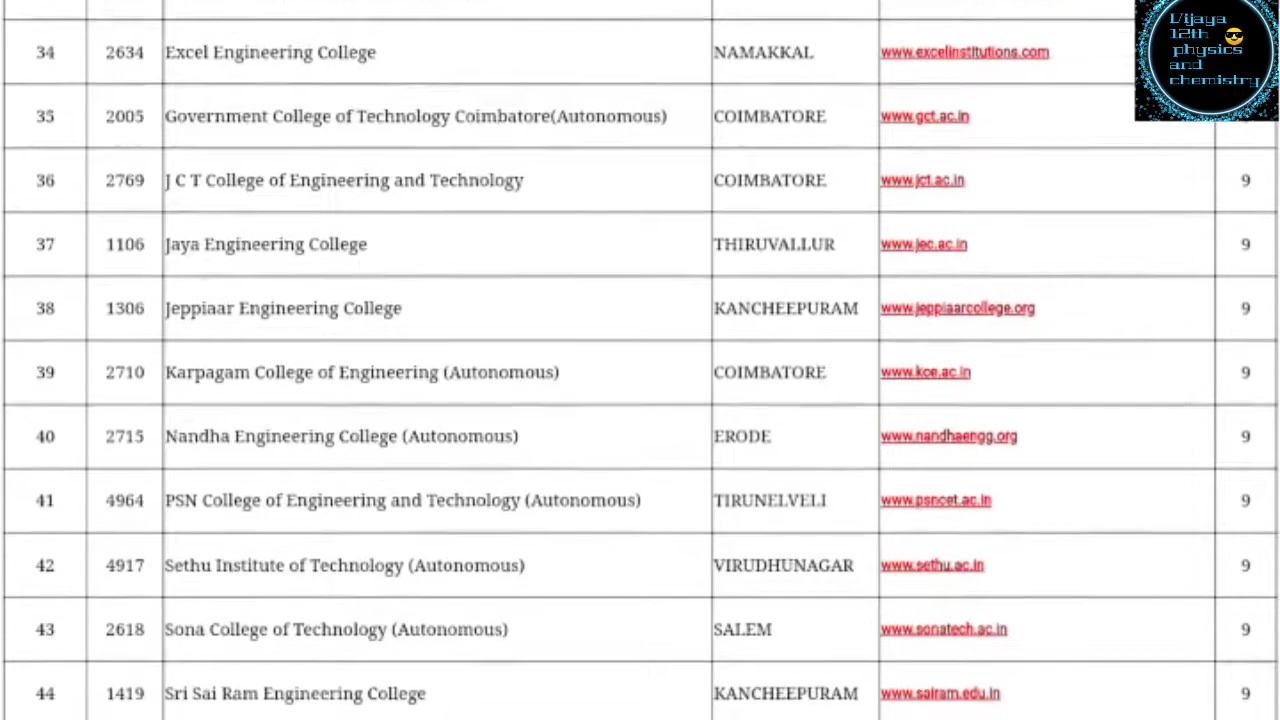 34 2634 Excel Engineering College NAMAKKAL www.excelinstitutions.com
35 2005 Government College of Technology Coimbatore(Autonomous) COIMBATORE www.gct.ac.in
36 2769 J C T College of Engineering and Technology COIMBATORE www.jct.ac.in 9
37 1106 Jaya Engineering College THIRUVALLUR www.jec.ac.in 9
38 1306 Jeppiaar Engineering College KANCHEEPURAM www.jeppiaarcollege.org 9
39 2710 Karpagam College of Engineering (Autonomous) COIMBATORE www.kce.ac.in 9
40 2715 Nandha Engineering College (Autonomous) ERODE www.nandhaengg.org 9
41 4964 PSN College of Engineering and Technology (Autonomous) TIRUNELVELI www.psncet.ac.in 9
42 4917 Sethu Institute of Technology (Autonomous) VIRUDHUNAGAR www.sethu.ac.in 9
43 2618 Sona College of Technology (Autonomous) SALEM www.sonatech.ac.in 9
44 1419 Sri Sai Ram Engineering College KANCHEEPURAM www.sairam.edu.in 9
Vijaya
12th
physics
and
chemistry